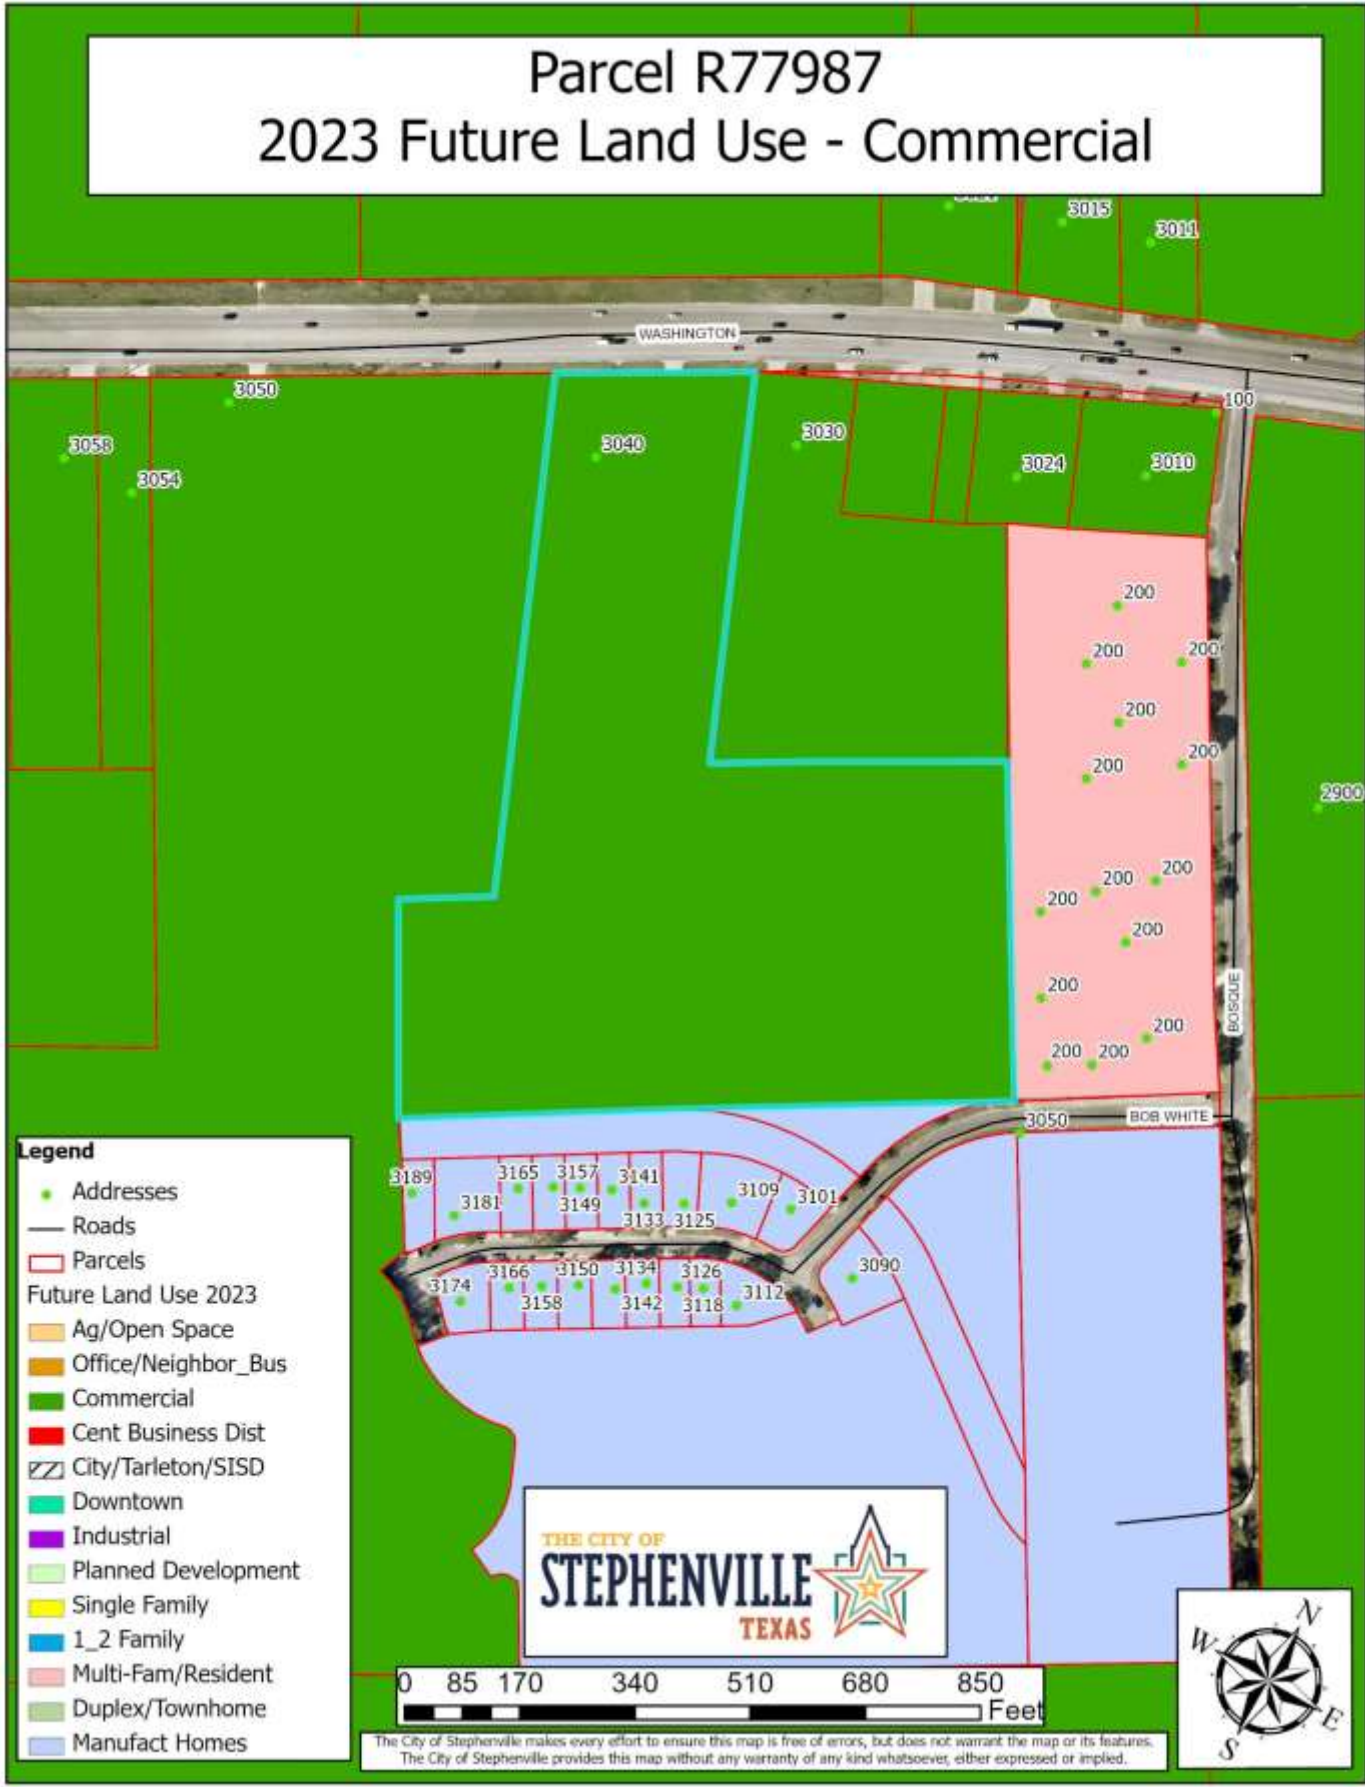 Parcel R77987
2023 Future Land Use - Commercial
3015
3011
WASHINGTON
3050
3058
3054
3040
3030
100
3024
3010
200
200
200
200
200
200
2900
200
200
200
200
200
200
200
200
BOSQUE
BOB WHITE
3050
3189
3181
3165
3157
3149
3141
3133
3125
3109
3101
3174
3166
3158
3150
3134
3142
3126
3118
3112
3090
Legend
Addresses
Roads
Parcels
Future Land Use 2023
Ag/Open Space
Office/Neighbor_Bus
Commercial
Cent Business Dist
City/Tarleton/SISD
Downtown
Industrial
Planned Development
Single Family
1_2 Family
Multi-Fam/Resident
Duplex/Townhome
Manufact Homes
THE CITY OF
STEPHENVILLE
TEXAS
0 85 170 340 510 680 850
Feet
The City of Stephenville makes every effort to ensure this map is free of errors, but does not warrant the map or its features.
The City of Stephenville provides this map without any warranty of any kind whatsoever, either expressed or implied.
N
W
E
S